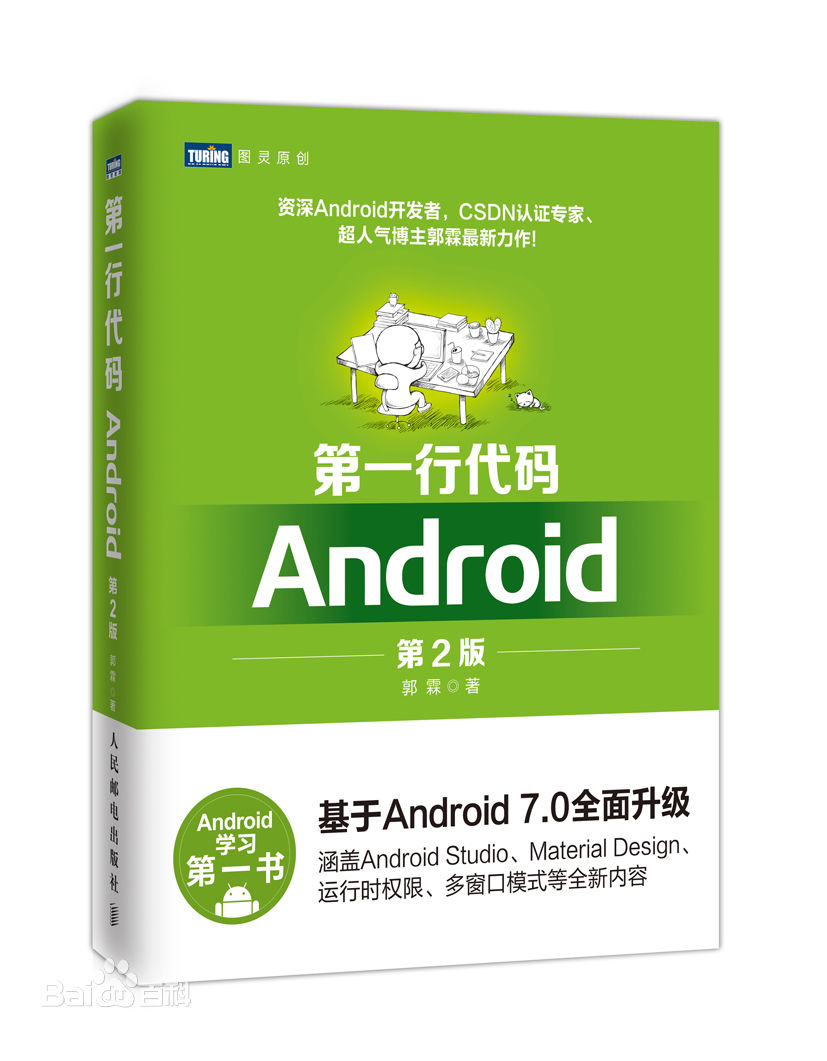 TURING 图灵原创
资深Android开发者，CSDN认证专家、
超人气博主郭霖最新力作！
第一行代码
Android
第2版
郭霖◎著
Android
学习
第一书
基于Android 7.0全面升级
涵盖Android Studio、Material Design、
运行时权限、多窗口模式等全新内容
TURING
第一行代码 Android 第2版 郭霖◎著 人民邮电出版社
Baidu百科